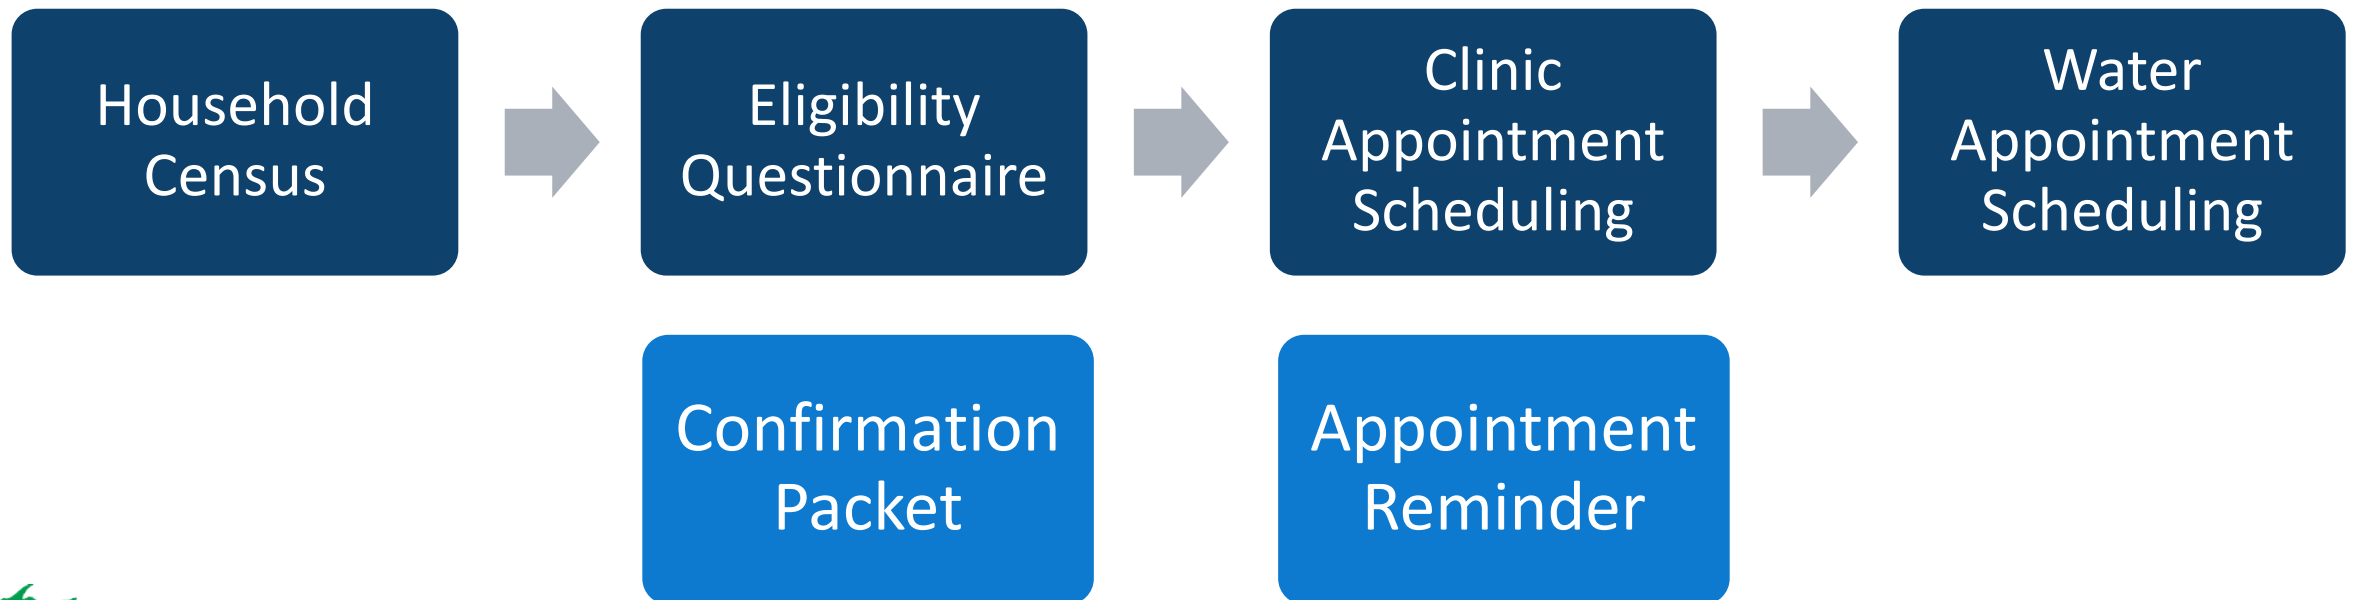 Household
Census
Eligibility
Questionnaire
Clinic
Appointment
Scheduling
Water
Appointment
Scheduling
Confirmation
Packet
Appointment
Reminder